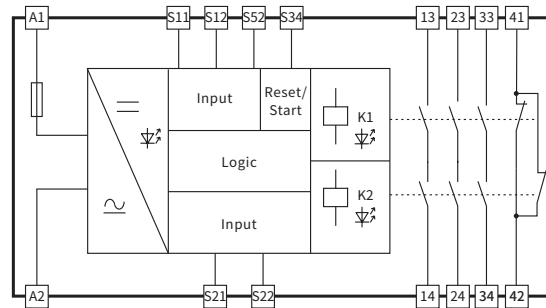 A1 S11 S12 S52 S34 13 23 33 41
Input Reset/
Start
K1
Logic
K2
Input
A2 S21 S22 14 24 34 42